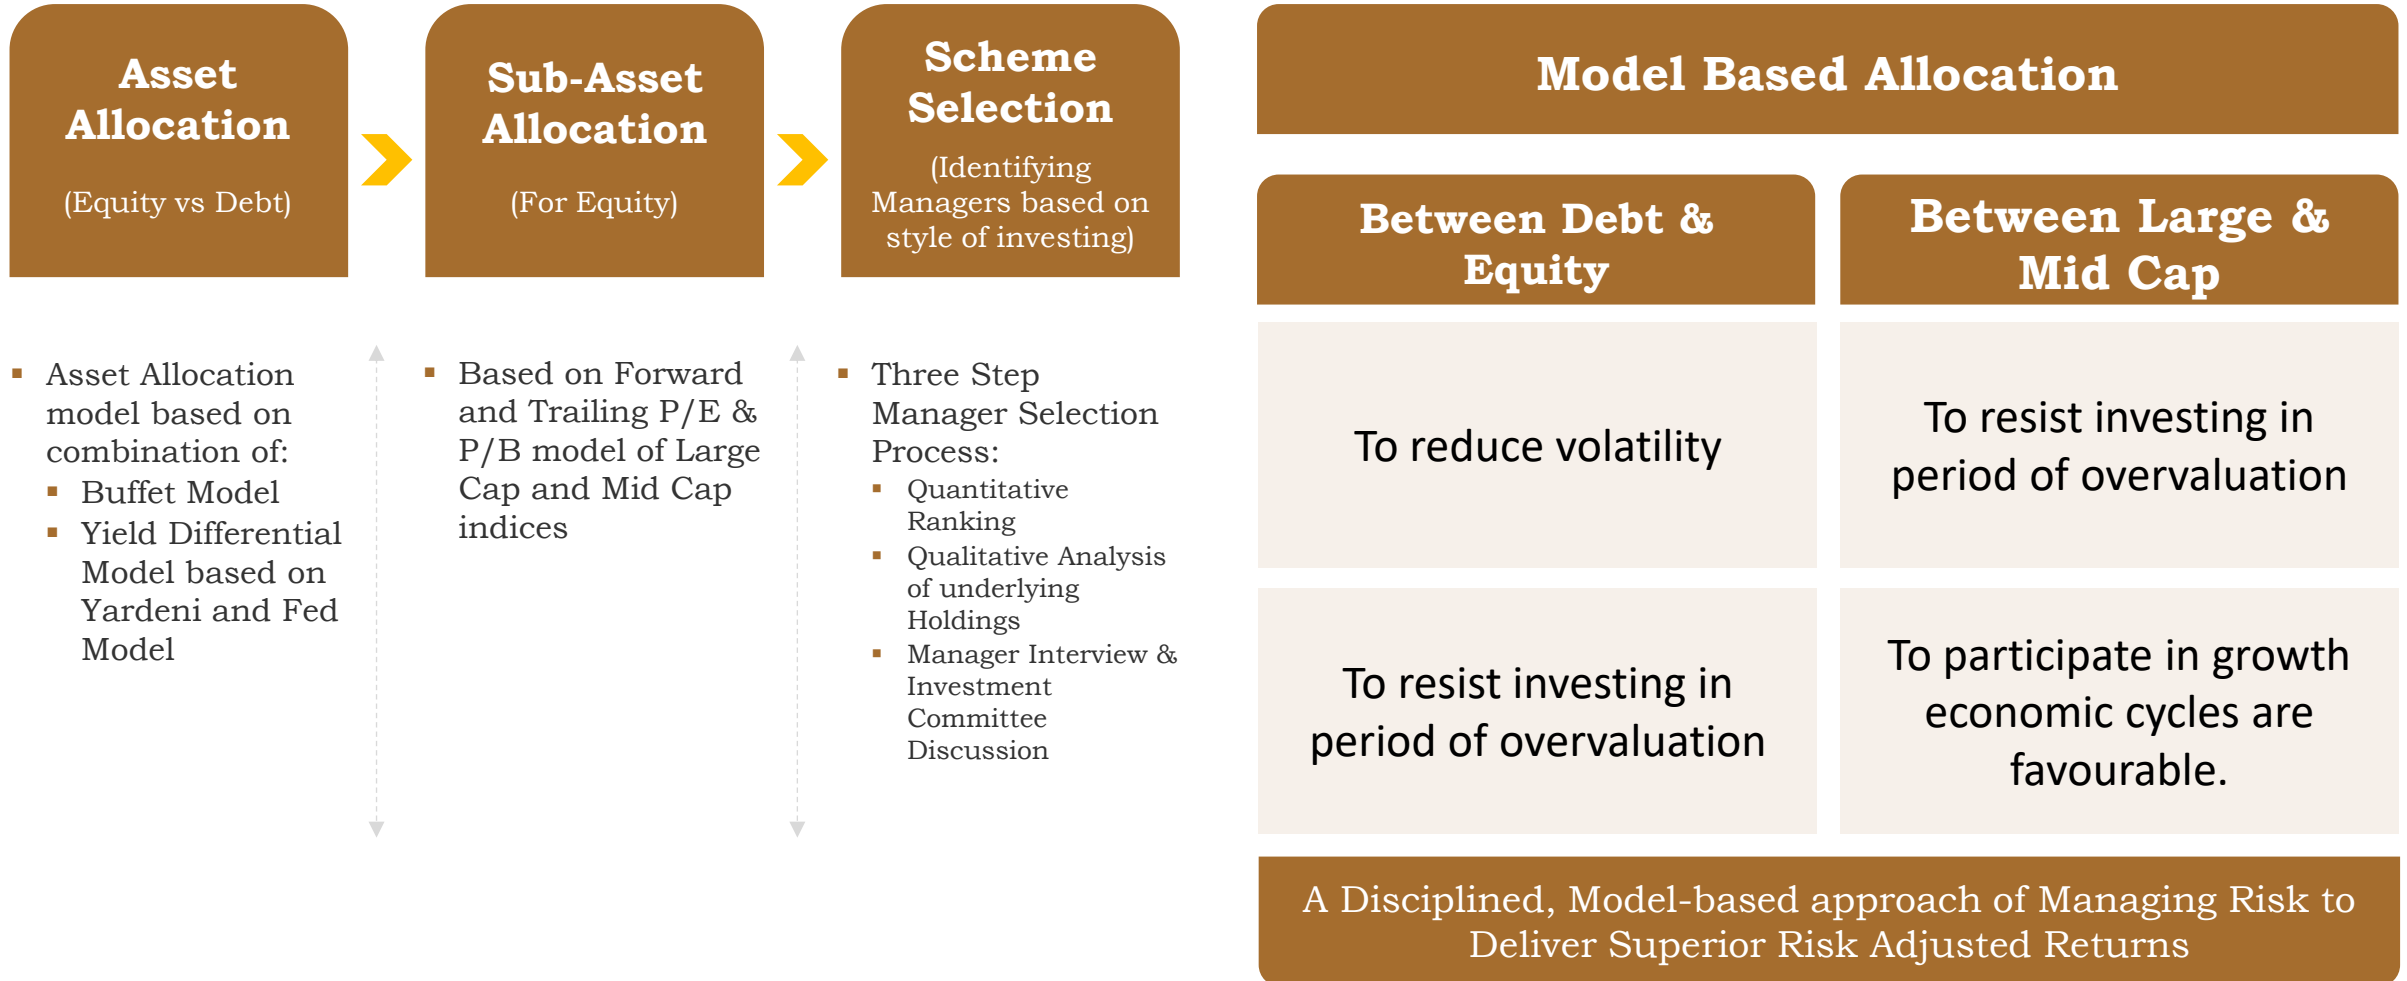 Asset
Allocation
(Equity vs Debt)
Sub-Asset
Allocation
(For Equity)
Scheme
Selection
(Identifying
Managers based on
style of investing)
▪ Asset Allocation
model based on
combination of:
▪ Buffet Model
▪ Yield Differential
Model based on
Yardeni and Fed
Model
▪ Based on Forward
and Trailing P/E &
P/B model of Large
Cap and Mid Cap
indices
▪ Three Step
Manager Selection
Process:
▪ Quantitative
Ranking
▪ Qualitative Analysis
of underlying
Holdings
▪ Manager Interview &
Investment
Committee
Discussion
Model Based Allocation
Between Debt &
Equity
Between Large &
Mid Cap
To reduce volatility
To resist investing in
period of overvaluation
To resist investing in
period of overvaluation
To participate in growth
economic cycles are
favourable.
A Disciplined, Model-based approach of Managing Risk to
Deliver Superior Risk Adjusted Returns